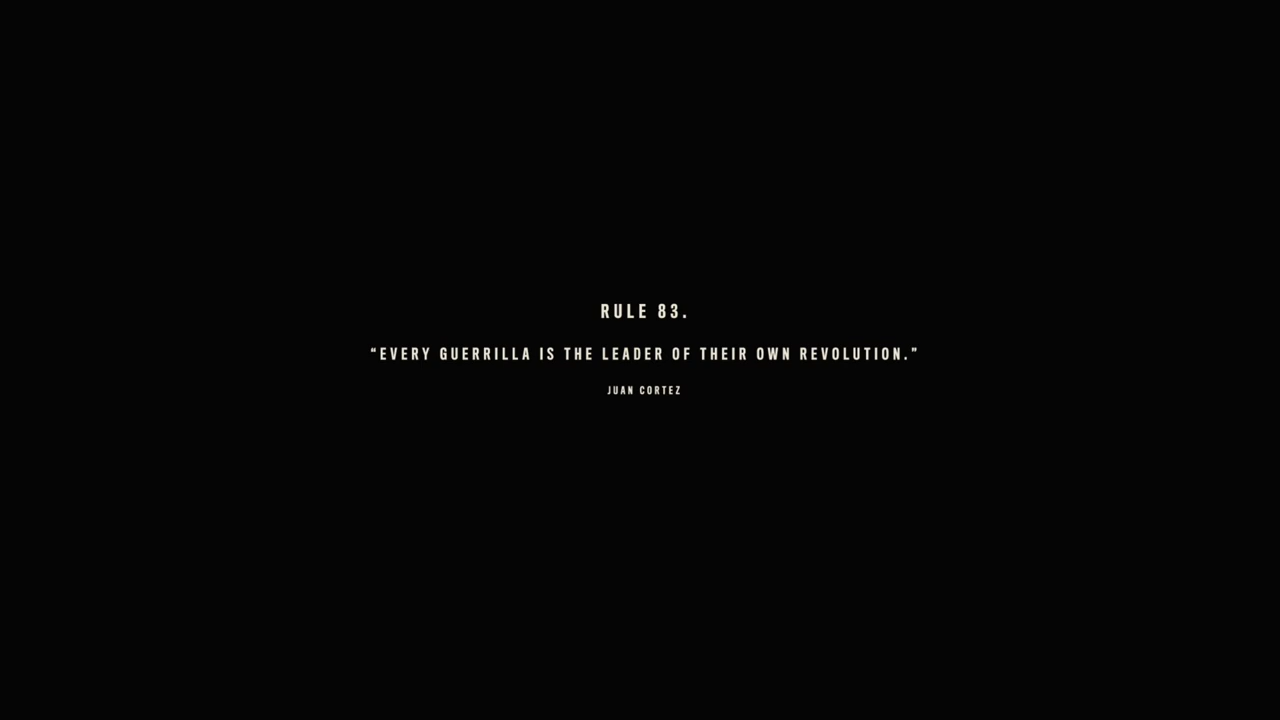 RULE 83.
“EVERY GUERRILLA IS THE LEADER OF THEIR OWN REVOLUTION.”
JUAN CORTEZ